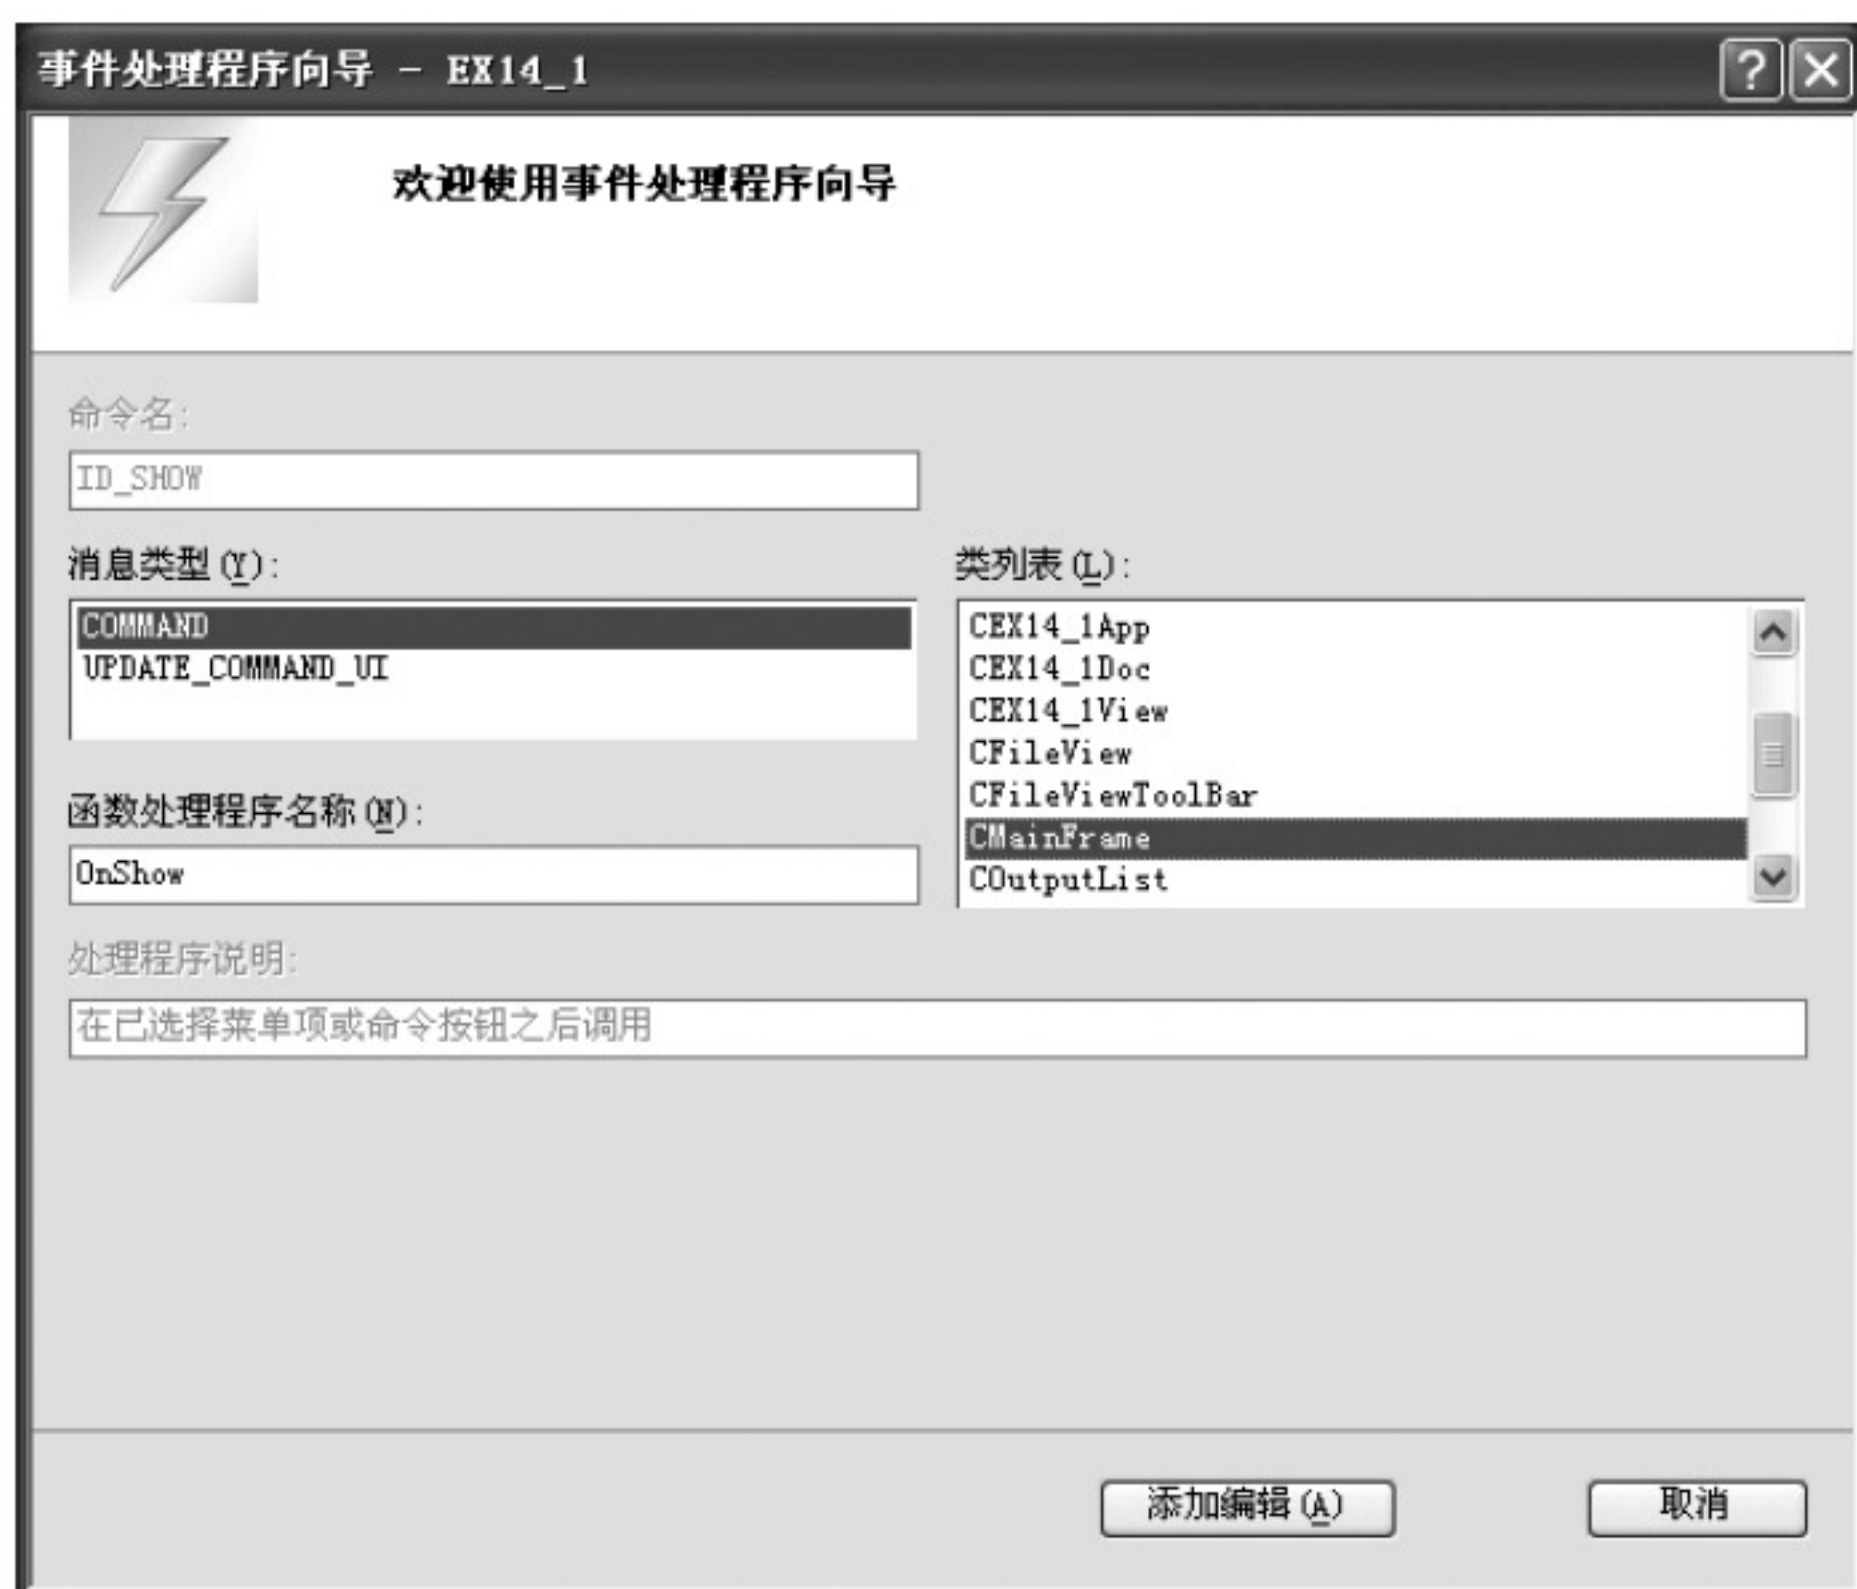 事件处理程序向导 - EX14_1
欢迎使用事件处理程序向导
命令名:
ID_SHOW
消息类型(Y):
COMMAND
UPDATE_COMMAND_UI
类列表(L):
CEX14_1App
CEX14_1Doc
CEX14_1View
CFileView
CFileViewToolBar
CMainFrame
COutputList
函数处理程序名称(N):
OnShow
处理程序说明:
在已选择菜单项或命令按钮之后调用
添加编辑(A)
取消